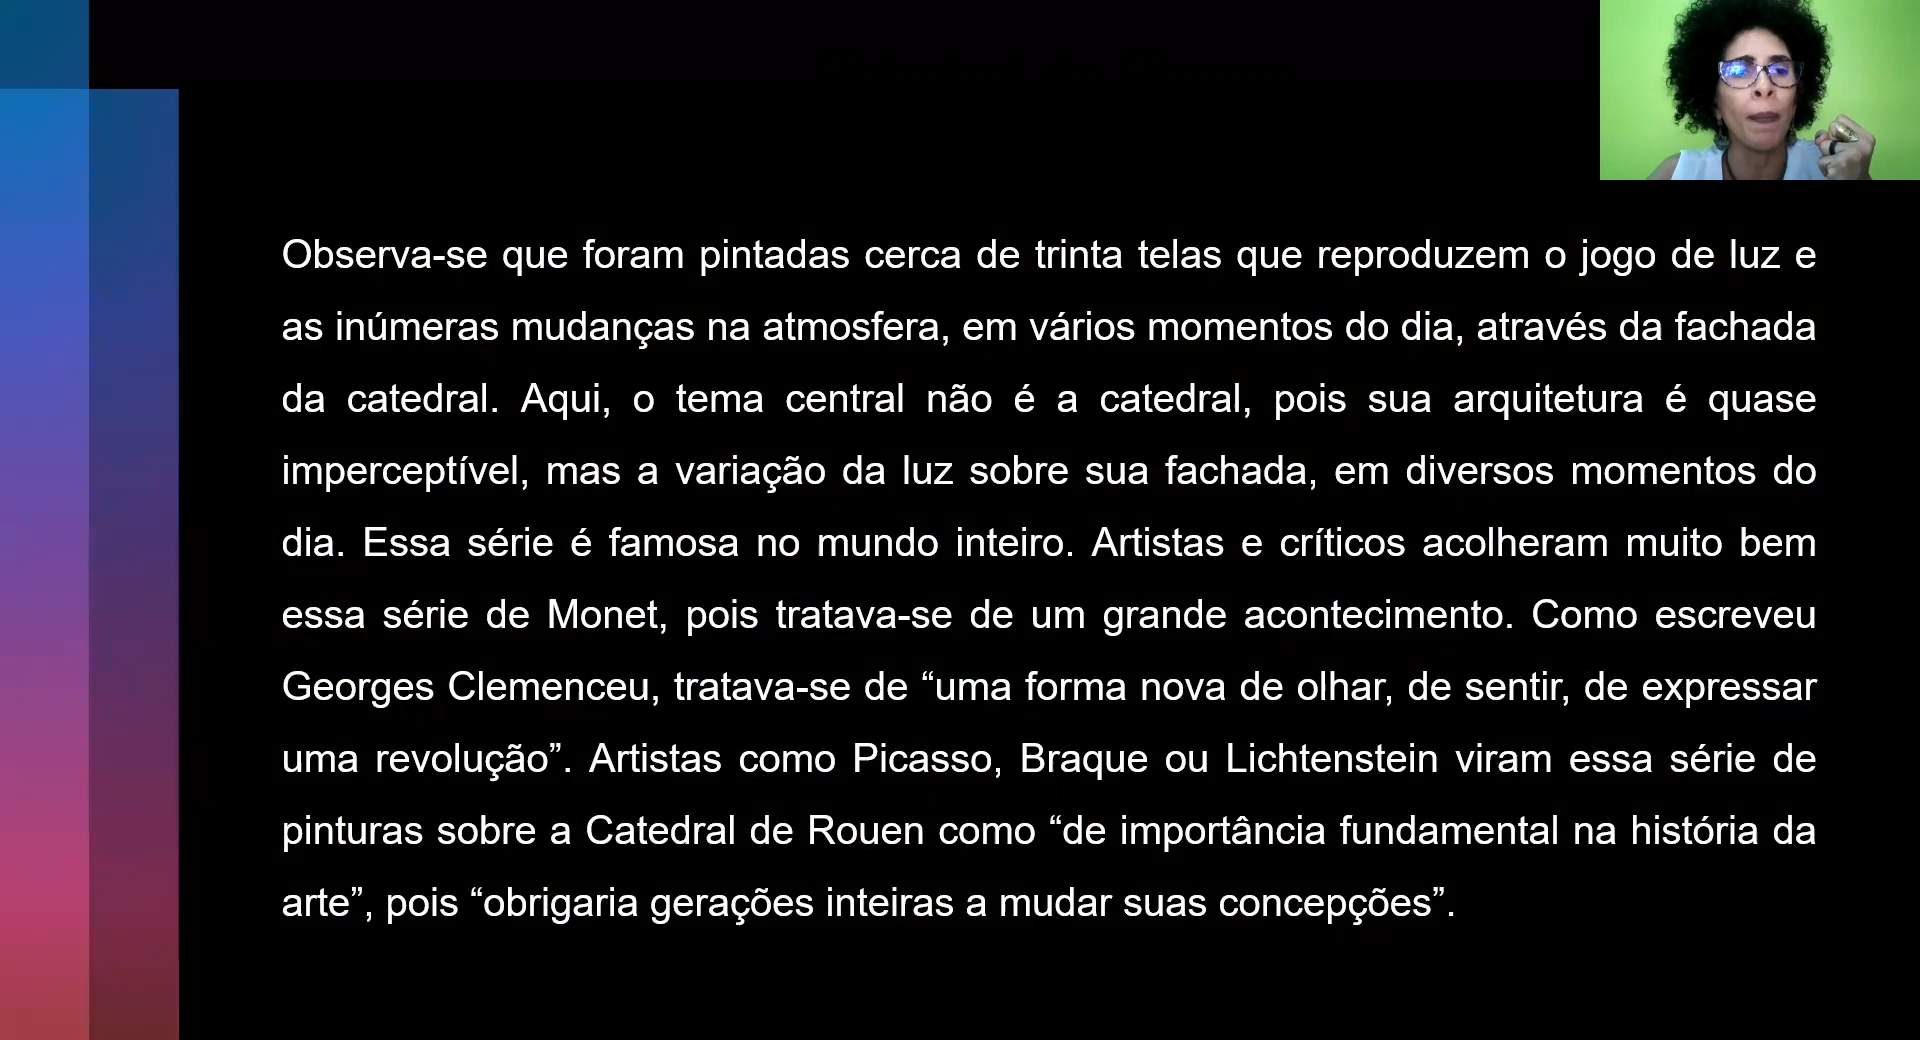 Observa-se que foram pintadas cerca de trinta telas que reproduzem o jogo de luz e
as inúmeras mudanças na atmosfera, em vários momentos do dia, através da fachada
da catedral. Aqui, o tema central não é a catedral, pois sua arquitetura é quase
imperceptível, mas a variação da luz sobre sua fachada, em diversos momentos do
dia. Essa série é famosa no mundo inteiro. Artistas e críticos acolheram muito bem
essa série de Monet, pois tratava-se de um grande acontecimento. Como escreveu
Georges Clemenceu, tratava-se de “uma forma nova de olhar, de sentir, de expressar
uma revolução”. Artistas como Picasso, Braque ou Lichtenstein viram essa série de
pinturas sobre a Catedral de Rouen como “de importância fundamental na história da
arte”, pois “obrigaria gerações inteiras a mudar suas concepções”.